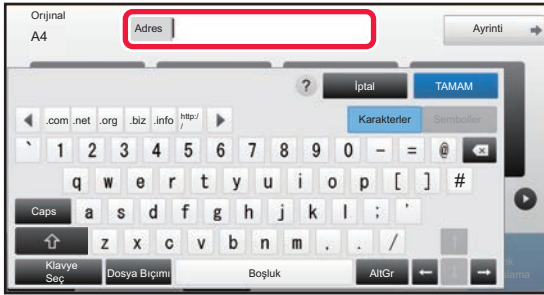 Orijinal
A4
Adres
Ayrinti
?
İptal
TAMAM
.com .net .org .biz .info http:/
/
Karakterler
Semboller
` 1 2 3 4 5 6 7 8 9 0 - = @
q w e r t y u i o p [ ] #
Caps a s d f g h j k l ; '
z x c v b n m . . /
Klavye
Seç
Dosya Bıçımı
Boşluk
AltGr